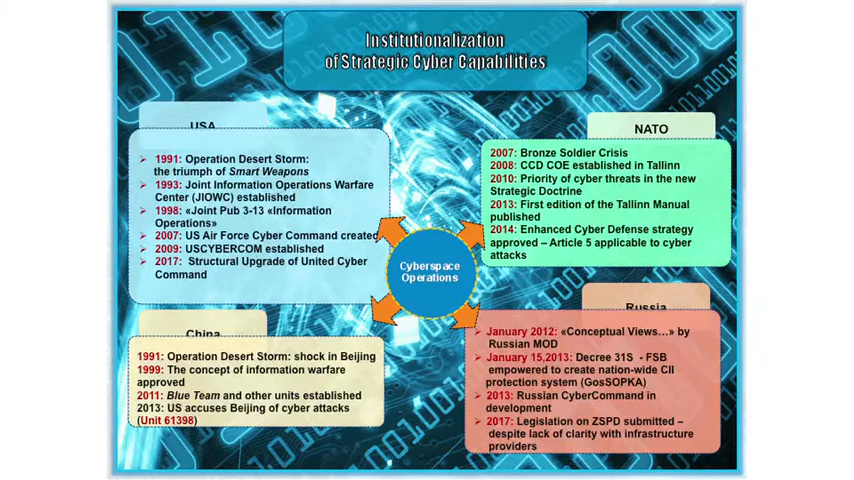 Institutionalization
of Strategic Cyber Capabilities
USA
➢ 1991: Operation Desert Storm:
the triumph of Smart Weapons
➢ 1993: Joint Information Operations Warfare
Center (JIOWC) established
➢ 1998: «Joint Pub 3-13 «Information
Operations»
➢ 2007: US Air Force Cyber Command created
➢ 2009: USCYBERCOM established
➢ 2017: Structural Upgrade of United Cyber
Command
NATO
2007: Bronze Soldier Crisis
2008: CCD COE established in Tallinn
2010: Priority of cyber threats in the new
Strategic Doctrine
2013: First edition of the Tallinn Manual
published
2014: Enhanced Cyber Defense strategy
approved – Article 5 applicable to cyber
attacks
Cyberspace
Operations
China
1991: Operation Desert Storm: shock in Beijing
1999: The concept of information warfare
approved
2011: Blue Team and other units established
2013: US accuses Beijing of cyber attacks
(Unit 61398)
Russia
➢ January 2012: «Conceptual Views…» by
Russian MOD
➢ January 15,2013: Decree 31S - FSB
empowered to create nation-wide CII
protection system (GosSOPKA)
➢ 2013: Russian CyberCommand in
development
➢ 2017: Legislation on ZSPD submitted –
despite lack of clarity with infrastructure
providers